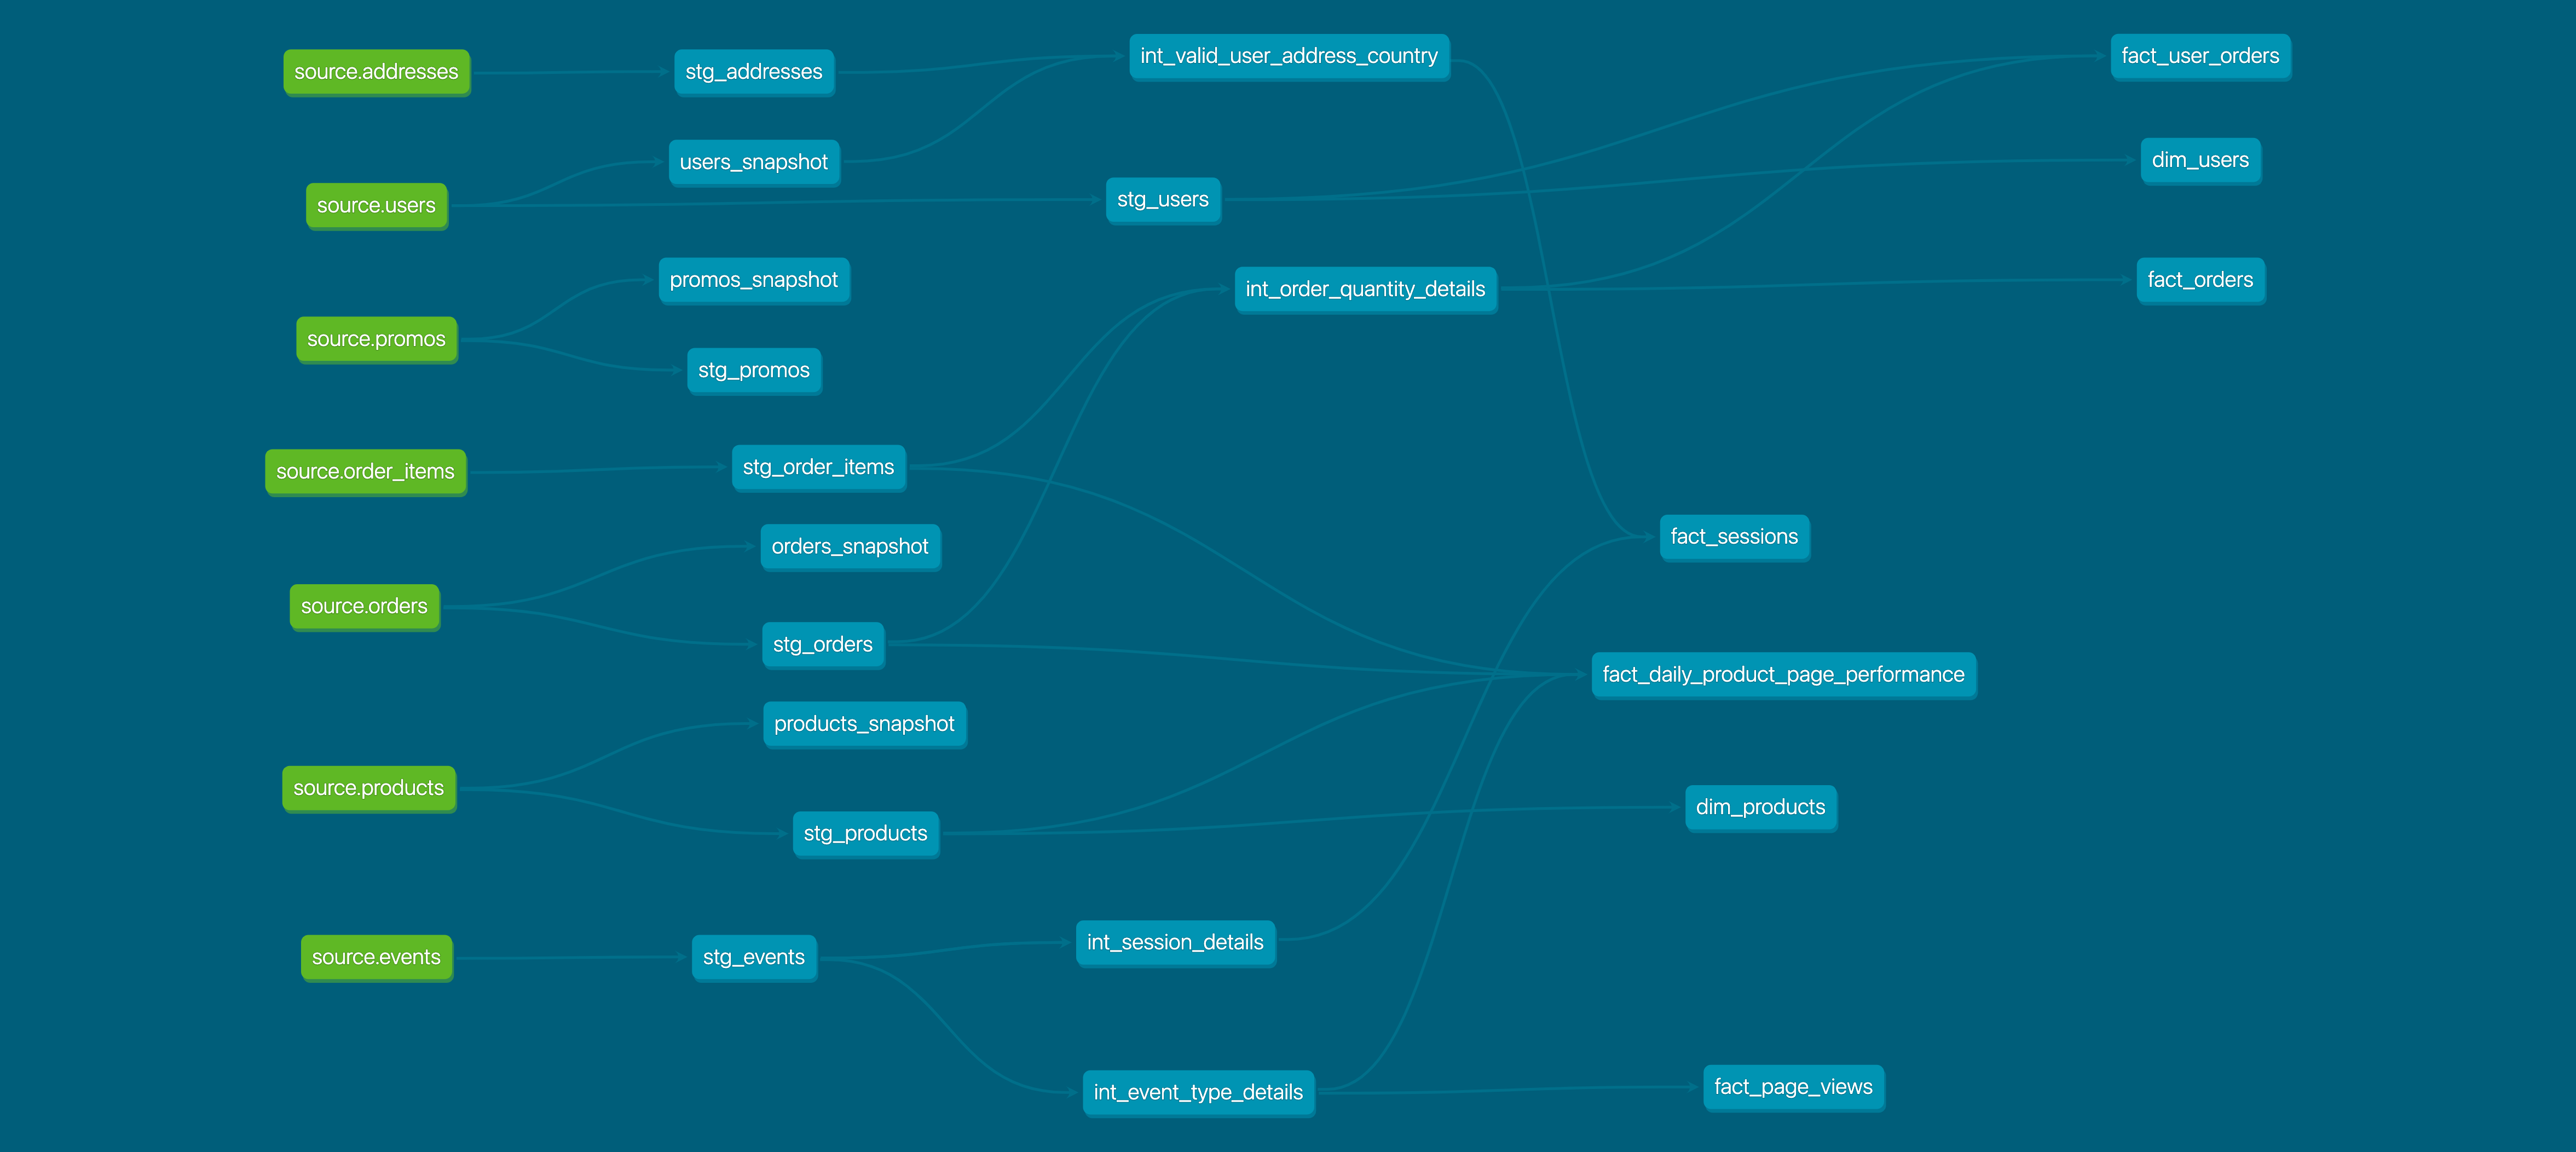 source.addresses
stg_addresses
int_valid_user_address_country
fact_user_orders
users_snapshot
dim_users
source.users
stg_users
promos_snapshot
int_order_quantity_details
fact_orders
source.promos
stg_promos
source.order_items
stg_order_items
orders_snapshot
fact_sessions
source.orders
stg_orders
fact_daily_product_page_performance
products_snapshot
source.products
dim_products
stg_products
source.events
stg_events
int_session_details
int_event_type_details
fact_page_views